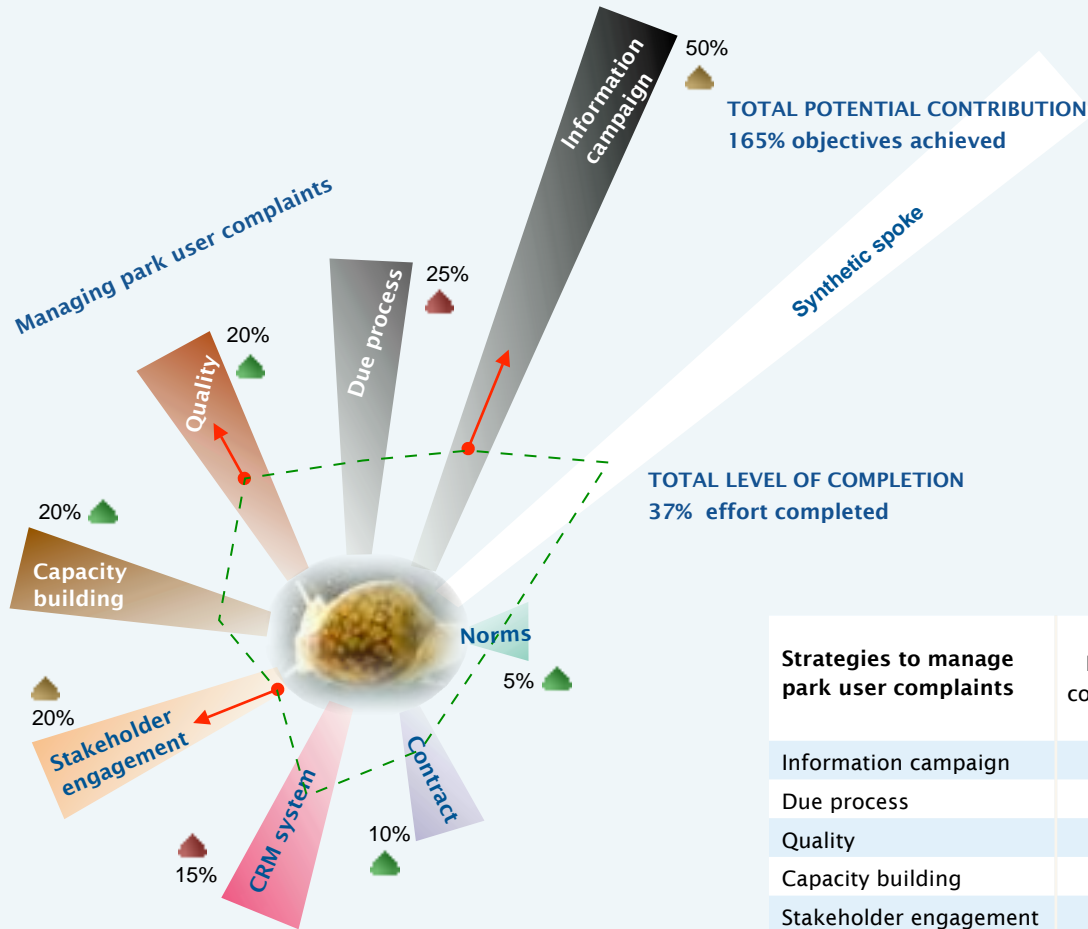 50%
Information
campaign
TOTAL POTENTIAL CONTRIBUTION
165% objectives achieved
Managing park user complaints
Synthetic spoke
25%
Due process
20%
Quality
TOTAL LEVEL OF COMPLETION
37% effort completed
20%
Capacity
building
Norms
5%
20%
Stakeholder
engagement
Contract
CRM system
10%
15%
Strategies to manage
park user complaints
Information campaign
Due process
Quality
Capacity building
Stakeholder engagement